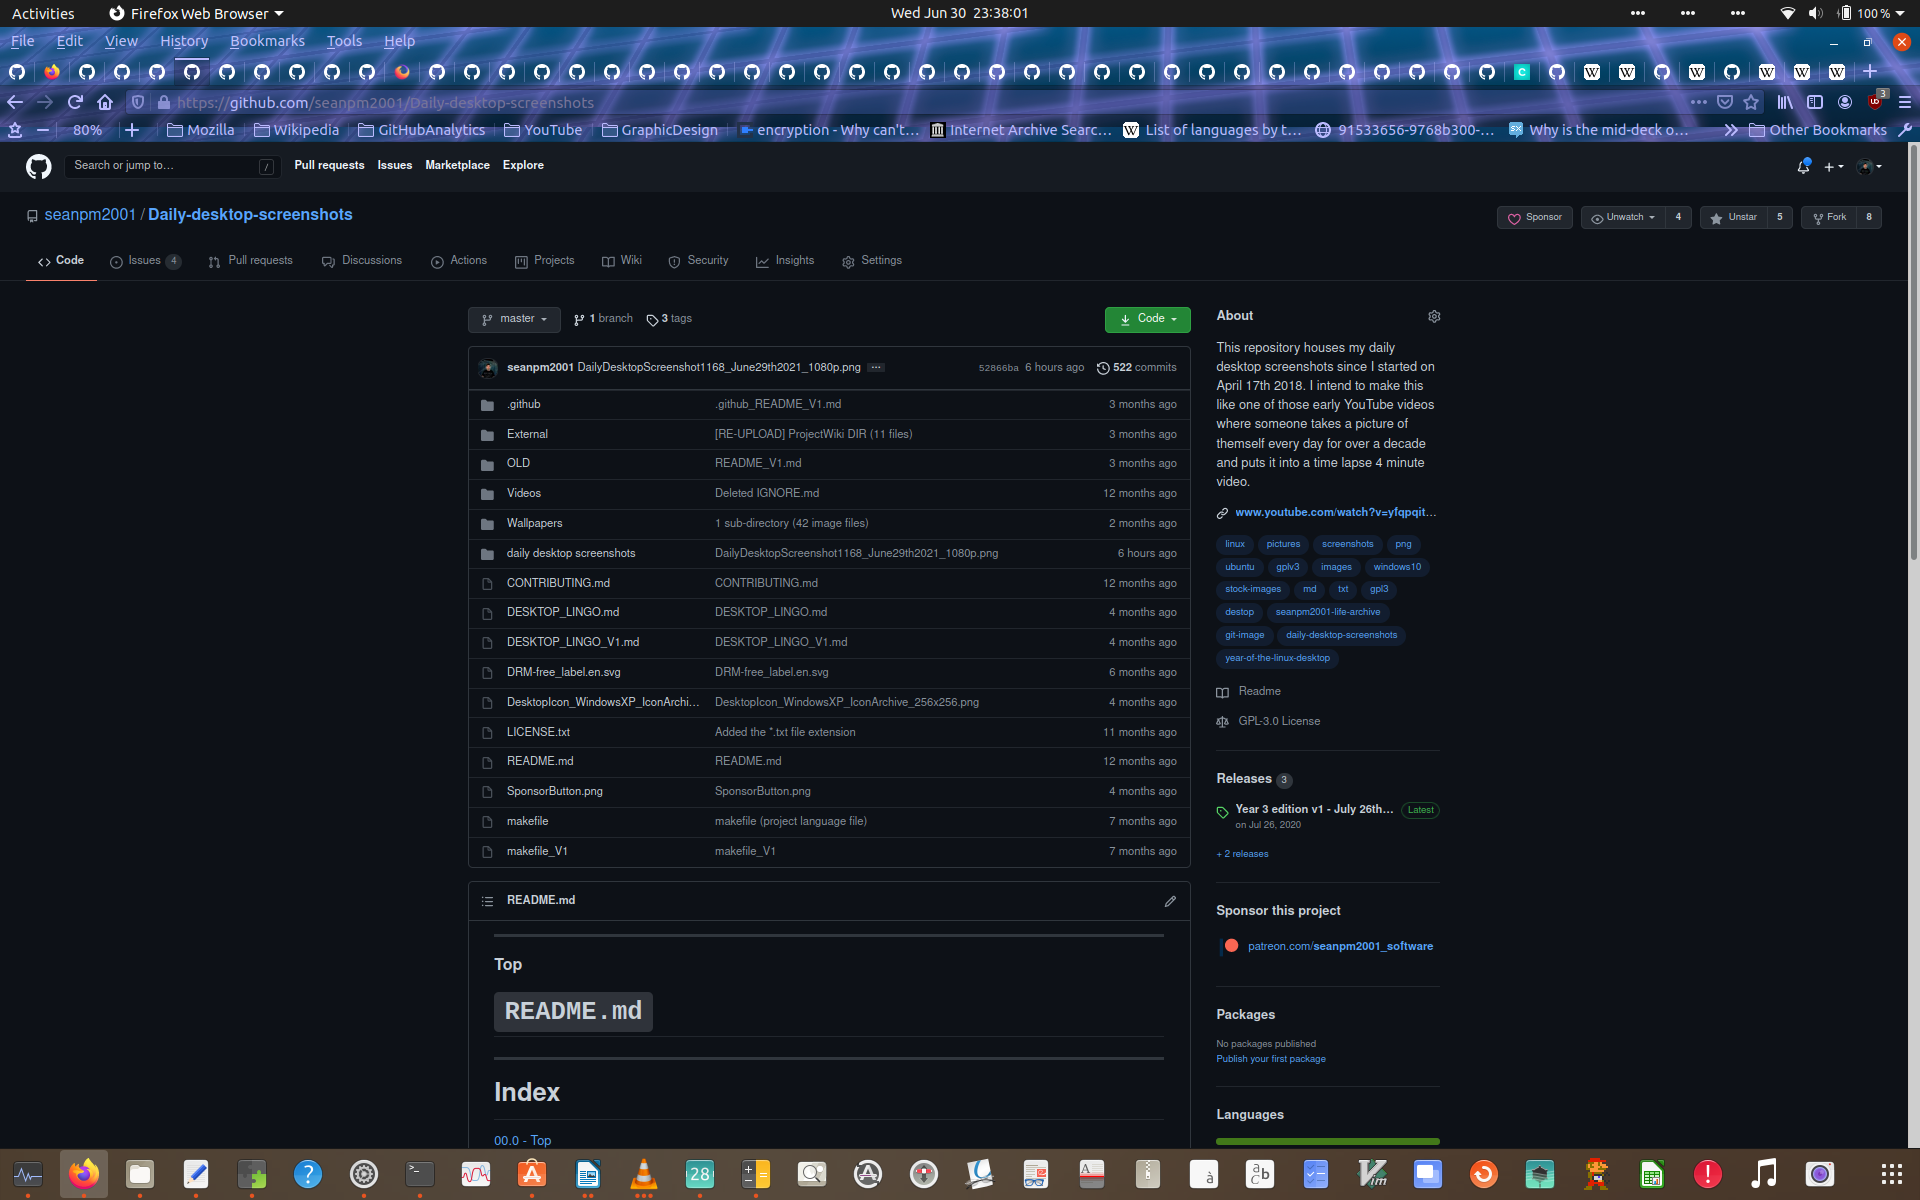 Activities Firefox Web Browser Wed Jun 30 23:38:01 100 %
File Edit View History Bookmarks Tools Help
https://github.com/seanpm2001/Daily-desktop-screenshots 3
80% Mozilla Wikipedia GitHubAnalytics YouTube GraphicDesign encryption - Why can't… Internet Archive Searc… List of languages by t… 91533656-9768b300-… Why is the mid-deck o… Other Bookmarks
Search or jump to… / Pull requests Issues Marketplace Explore
seanpm2001 / Daily-desktop-screenshots Sponsor Unwatch 4 Unstar 5 Fork 8
Code Issues 4 Pull requests Discussions Actions Projects Wiki Security Insights Settings
master 1 branch 3 tags Code
seanpm2001 DailyDesktopScreenshot1168_June29th2021_1080p.png ... 52866ba 6 hours ago 522 commits
.github .github_README_V1.md 3 months ago
External [RE-UPLOAD] ProjectWiki DIR (11 files) 3 months ago
OLD README_V1.md 3 months ago
Videos Deleted IGNORE.md 12 months ago
Wallpapers 1 sub-directory (42 image files) 2 months ago
daily desktop screenshots DailyDesktopScreenshot1168_June29th2021_1080p.png 6 hours ago
CONTRIBUTING.md CONTRIBUTING.md 12 months ago
DESKTOP_LINGO.md DESKTOP_LINGO.md 4 months ago
DESKTOP_LINGO_V1.md DESKTOP_LINGO_V1.md 4 months ago
DRM-free_label.en.svg DRM-free_label.en.svg 6 months ago
DesktopIcon_WindowsXP_IconArchi… DesktopIcon_WindowsXP_IconArchive_256x256.png 4 months ago
LICENSE.txt Added the *.txt file extension 11 months ago
README.md README.md 12 months ago
SponsorButton.png SponsorButton.png 4 months ago
makefile makefile (project language file) 7 months ago
makefile_V1 makefile_V1 7 months ago
README.md
Top
README.md
Index
00.0 - Top
About
This repository houses my daily
desktop screenshots since I started on
April 17th 2018. I intend to make this
like one of those early YouTube videos
where someone takes a picture of
themself every day for over a decade
and puts it into a time lapse 4 minute
video.
www.youtube.com/watch?v=yfqpqit…
linux pictures screenshots png
ubuntu gplv3 images windows10
stock-images md txt gpl3
destop seanpm2001-life-archive
git-image daily-desktop-screenshots
year-of-the-linux-desktop
Readme
GPL-3.0 License
Releases 3
Year 3 edition v1 - July 26th… Latest
on Jul 26, 2020
+ 2 releases
Sponsor this project
patreon.com/seanpm2001_software
Packages
No packages published
Publish your first package
Languages
28